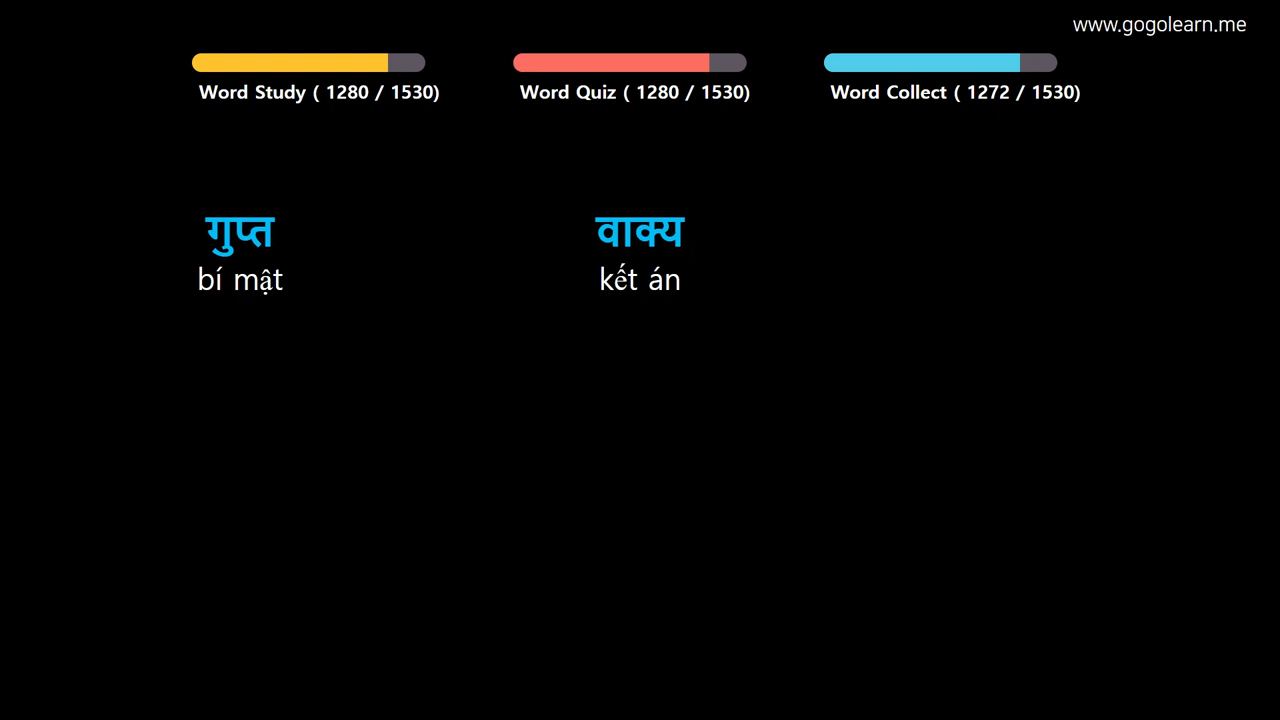 www.gogolearn.me
Word Study ( 1280 / 1530)
Word Quiz ( 1280 / 1530)
Word Collect ( 1272 / 1530)
गुप्त
bí mật
वाक्य
kết án